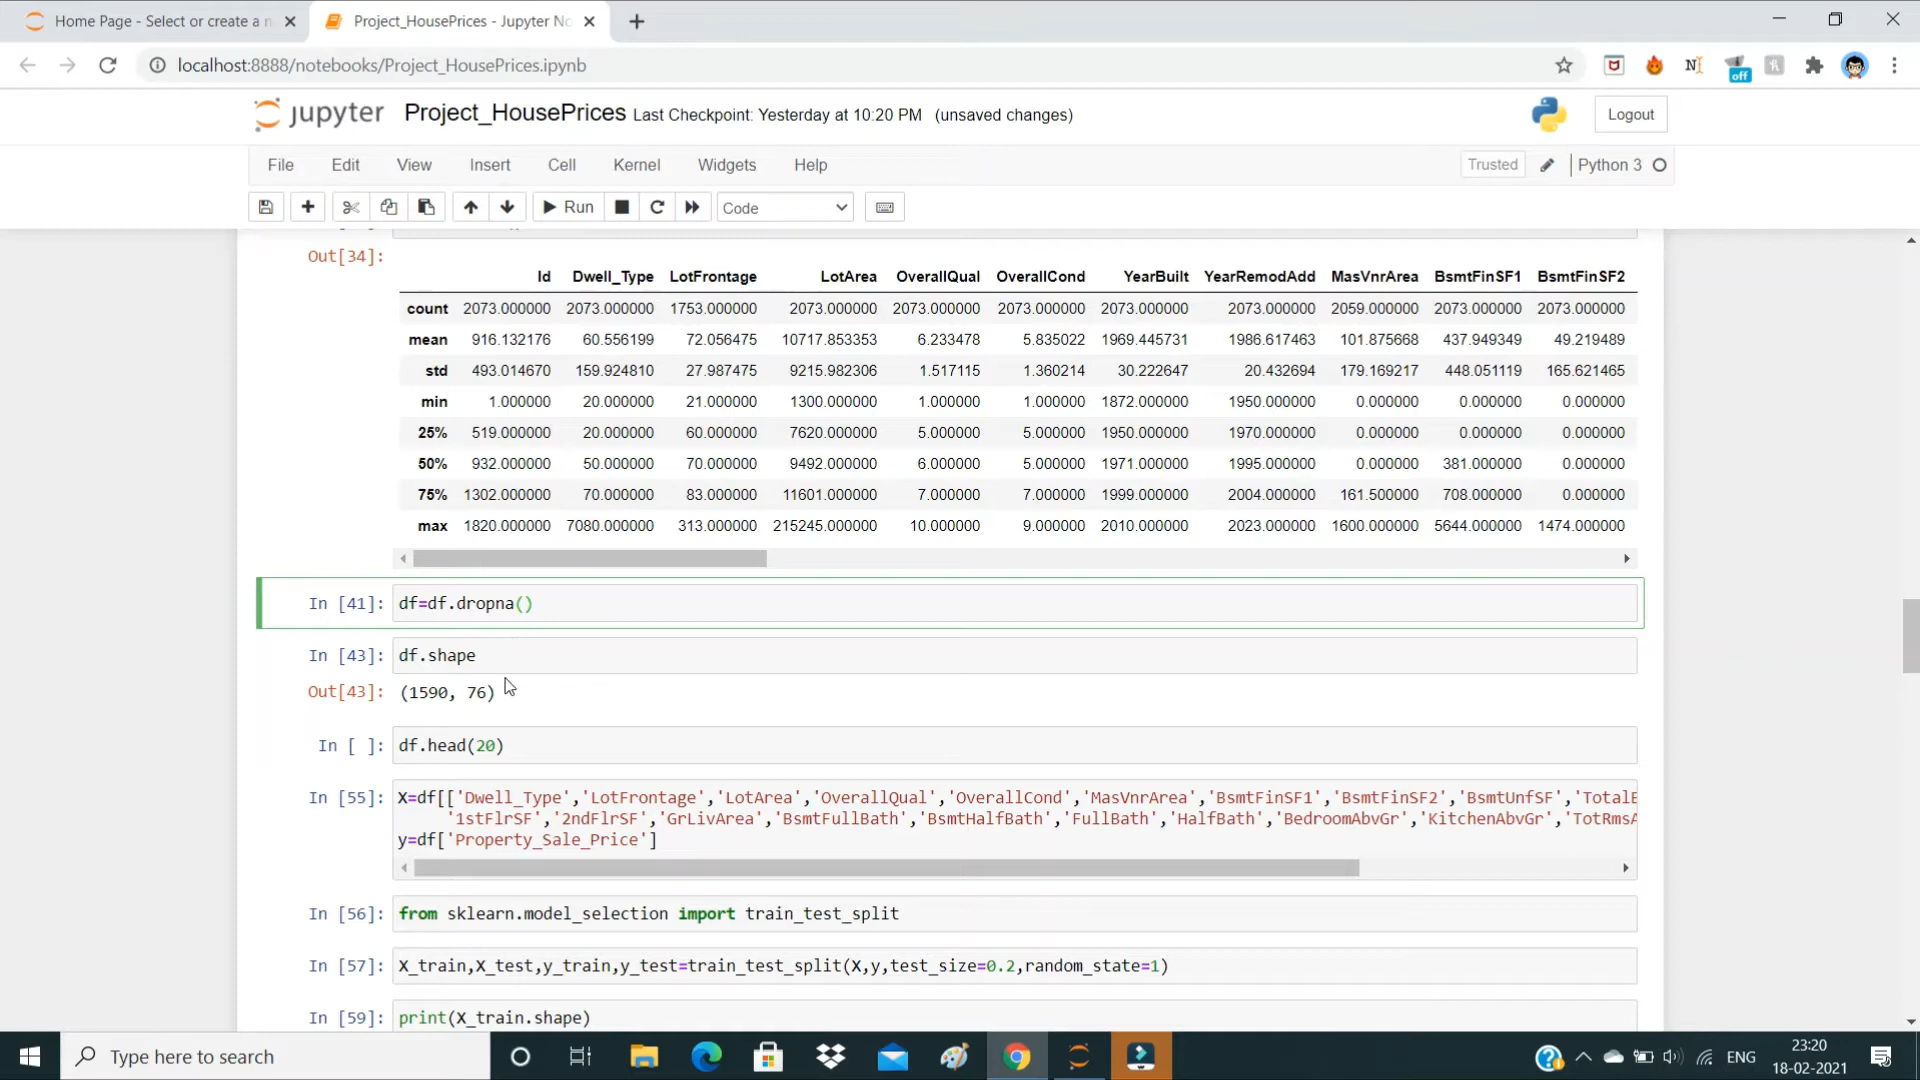 Home Page - Select or create a n
Project_HousePrices - Jupyter No
localhost:8888/notebooks/Project_HousePrices.ipynb
off
jupyter Project_HousePrices Last Checkpoint: Yesterday at 10:20 PM (unsaved changes)
Logout
File Edit View Insert Cell Kernel Widgets Help
Trusted Python 3
Run Code
Out[34]:
Id Dwell_Type LotFrontage LotArea OverallQual OverallCond YearBuilt YearRemodAdd MasVnrArea BsmtFinSF1 BsmtFinSF2
count 2073.000000 2073.000000 1753.000000 2073.000000 2073.000000 2073.000000 2073.000000 2073.000000 2059.000000 2073.000000 2073.000000
mean 916.132176 60.556199 72.056475 10717.853353 6.233478 5.835022 1969.445731 1986.617463 101.875668 437.949349 49.219489
std 493.014670 159.924810 27.987475 9215.982306 1.517115 1.360214 30.222647 20.432694 179.169217 448.051119 165.621465
min 1.000000 20.000000 21.000000 1300.000000 1.000000 1.000000 1872.000000 1950.000000 0.000000 0.000000 0.000000
25% 519.000000 20.000000 60.000000 7620.000000 5.000000 5.000000 1950.000000 1970.000000 0.000000 0.000000 0.000000
50% 932.000000 50.000000 70.000000 9492.000000 6.000000 5.000000 1971.000000 1995.000000 0.000000 381.000000 0.000000
75% 1302.000000 70.000000 83.000000 11601.000000 7.000000 7.000000 1999.000000 2004.000000 161.500000 708.000000 0.000000
max 1820.000000 7080.000000 313.000000 215245.000000 10.000000 9.000000 2010.000000 2023.000000 1600.000000 5644.000000 1474.000000
In [41]: df=df.dropna()
In [43]: df.shape
Out[43]: (1590, 76)
In [ ]: df.head(20)
In [55]: X=df[['Dwell_Type','LotFrontage','LotArea','OverallQual','OverallCond','MasVnrArea','BsmtFinSF1','BsmtFinSF2','BsmtUnfSF','TotalB
'1stFlrSF','2ndFlrSF','GrLivArea','BsmtFullBath','BsmtHalfBath','FullBath','HalfBath','BedroomAbvGr','KitchenAbvGr','TotRmsA
y=df['Property_Sale_Price']
In [56]: from sklearn.model_selection import train_test_split
In [57]: X_train,X_test,y_train,y_test=train_test_split(X,y,test_size=0.2,random_state=1)
In [59]: print(X_train.shape)
Type here to search
ENG
23:20
18-02-2021